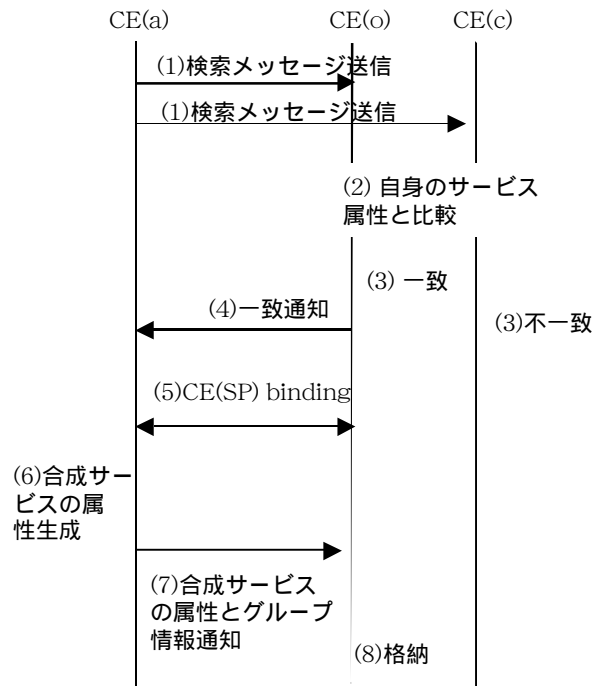 CE(a) CE(o) CE(c)
(1)検索メッセージ送信
(1)検索メッセージ送信
(2) 自身のサービス
属性と比較
(3) 一致
(4)一致通知
(3)不一致
(5)CE(SP) binding
(6)合成サー
ビスの属
性生成
(7)合成サービス
の属性とグループ
情報通知
(8)格納